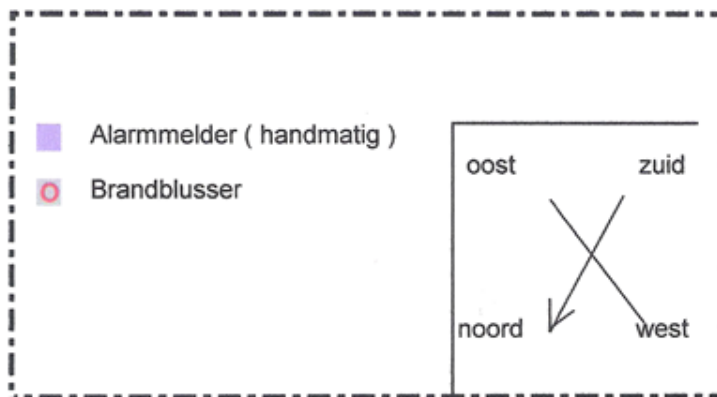 Alarmmelder ( handmatig )
Brandblusser
oost zuid
noord west